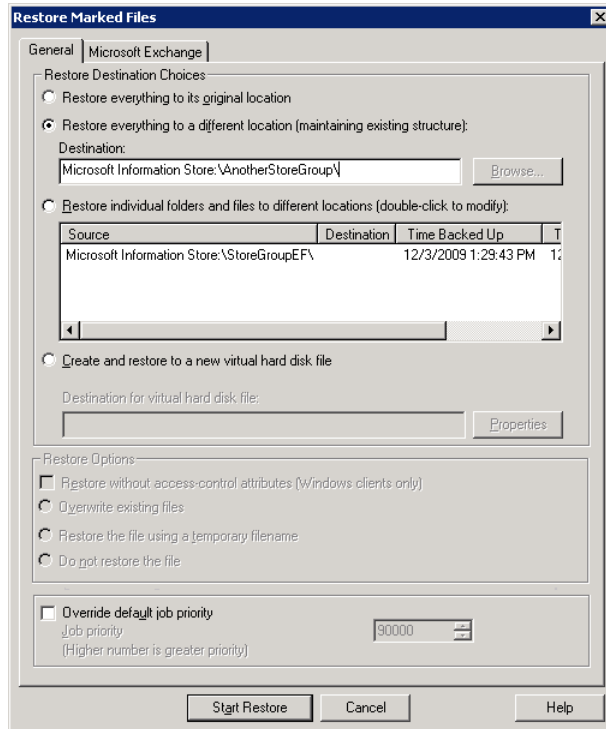 Restore Marked Files
General
Microsoft Exchange
Restore Destination Choices
Restore everything to its original location
Restore everything to a different location (maintaining existing structure):
Destination:
Microsoft Information Store:\AnotherStoreGroup\
Browse...
Restore individual folders and files to different locations (double-click to modify):
Source Destination Time Backed Up T
Microsoft Information Store:\StoreGroupEF\ 12/3/2009 1:29:43 PM 12
Create and restore to a new virtual hard disk file
Destination for virtual hard disk file:
Properties
Restore Options
Restore without access-control attributes (Windows clients only)
Overwrite existing files
Restore the file using a temporary filename
Do not restore the file
Override default job priority
Job priority 90000
(Higher number is greater priority)
Start Restore Cancel Help